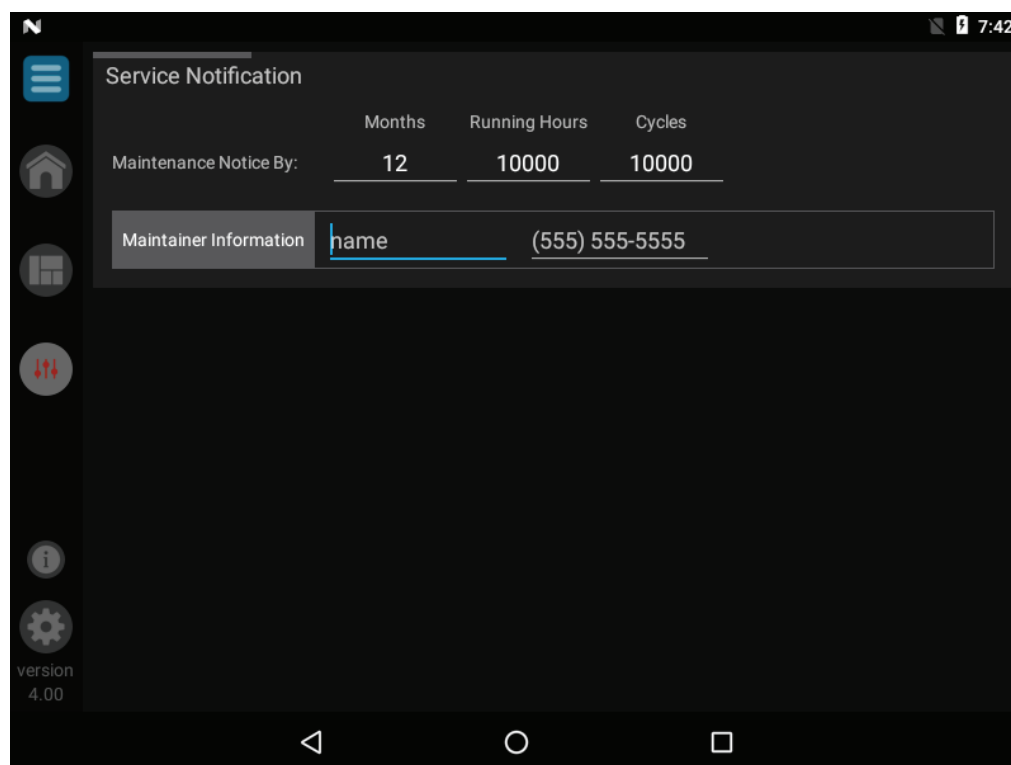 7:42
Service Notification
Months Running Hours Cycles
Maintenance Notice By: 12 10000 10000
Maintainer Information name (555) 555-5555
version
4.00